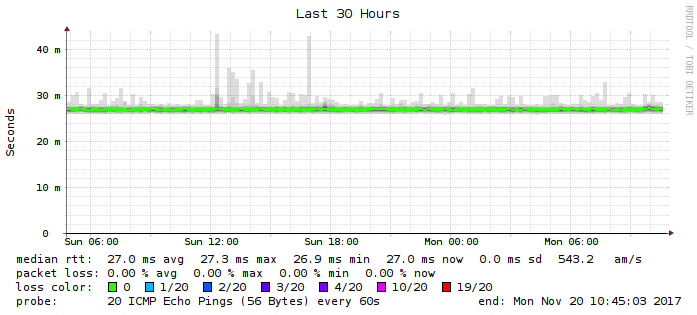 Last 30 Hours
RRDTOOL / TOBI OETIKER
Seconds
40 m
30 m
20 m
10 m
0
Sun 06:00 Sun 12:00 Sun 18:00 Mon 00:00 Mon 06:00
median rtt: 27.0 ms avg 27.3 ms max 26.9 ms min 27.0 ms now 0.0 ms sd 543.2 am/s
packet loss: 0.00 % avg 0.00 % max 0.00 % min 0.00 % now
loss color: 0 1/20 2/20 3/20 4/20 10/20 19/20
probe: 20 ICMP Echo Pings (56 Bytes) every 60s end: Mon Nov 20 10:45:03 2017